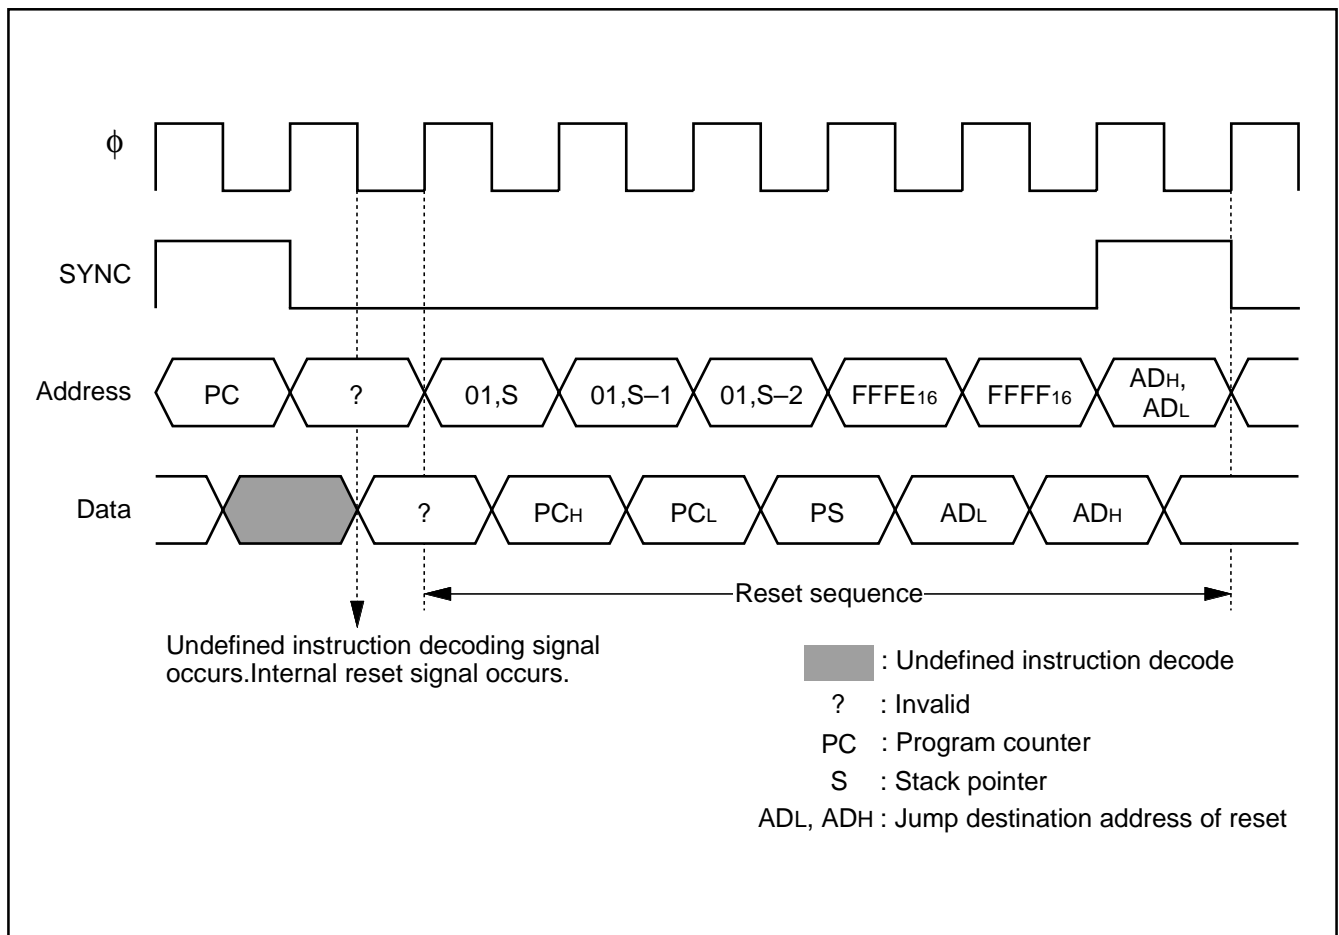 ϕ
SYNC
Address PC ? 01,S 01,S–1 01,S–2 FFFE16 FFFF16 ADH, ADL
Data ? PCH PCL PS ADL ADH
Reset sequence
Undefined instruction decoding signal
occurs.Internal reset signal occurs.
: Undefined instruction decode
? : Invalid
PC : Program counter
S : Stack pointer
ADL, ADH : Jump destination address of reset